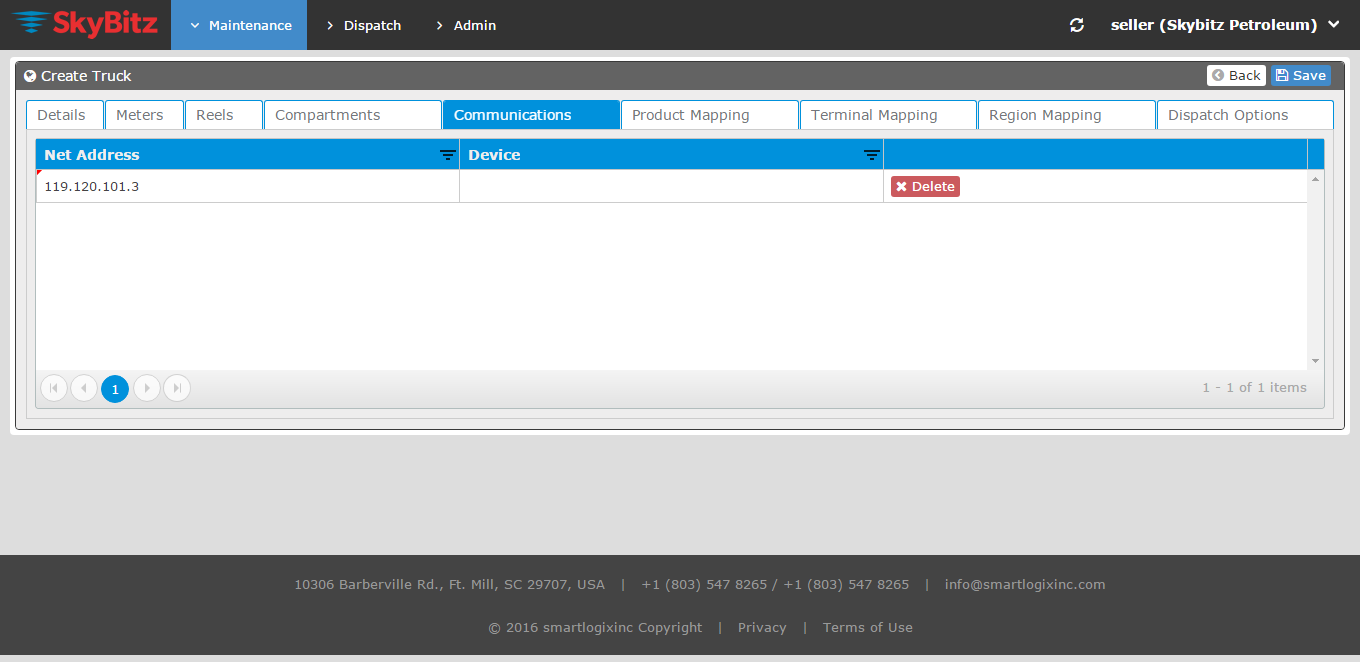 SkyBitz Maintenance Dispatch Admin seller (Skybitz Petroleum)
Create Truck Back Save
Details Meters Reels Compartments Communications Product Mapping Terminal Mapping Region Mapping Dispatch Options
Net Address Device
119.120.101.3 Delete
1 1 - 1 of 1 items
10306 Barberville Rd., Ft. Mill, SC 29707, USA | +1 (803) 547 8265 / +1 (803) 547 8265 | info@smartlogixinc.com
© 2016 smartlogixinc Copyright | Privacy | Terms of Use